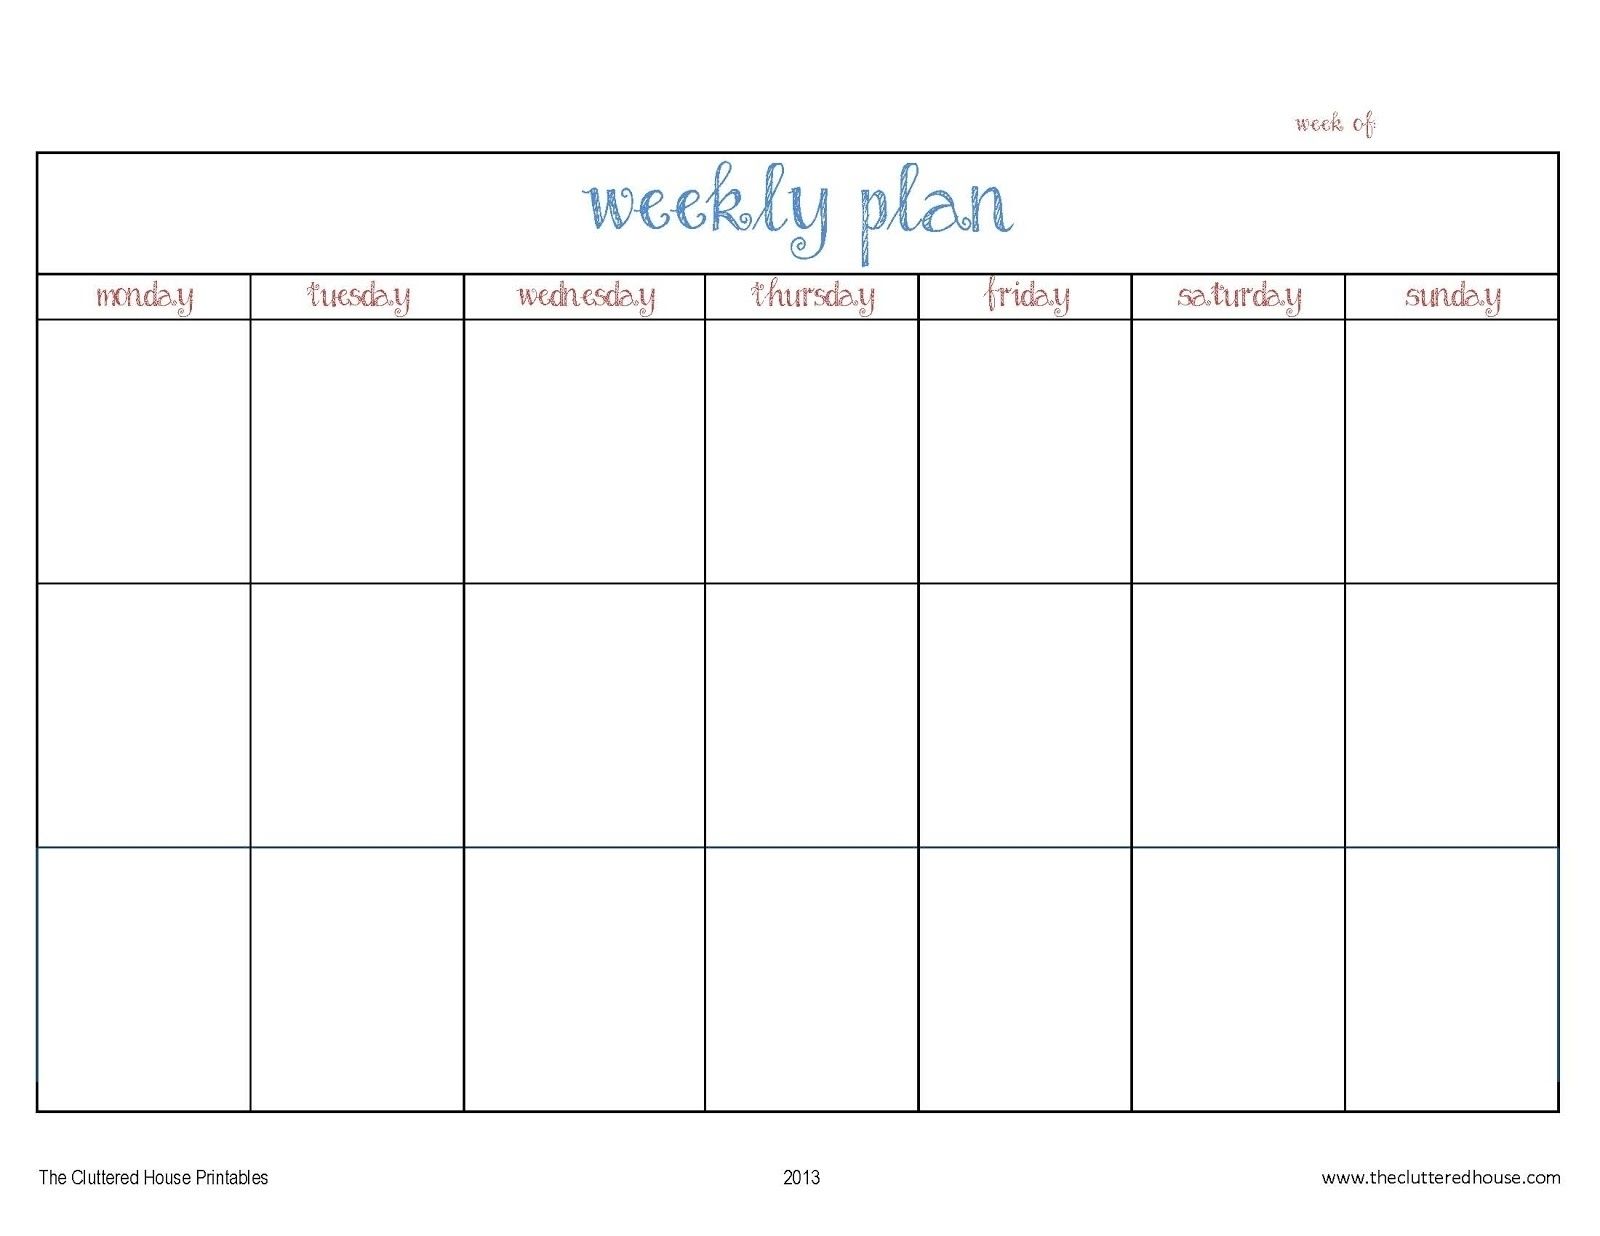 week of:
weekly plan
monday tuesday wednesday thursday friday saturday sunday
The Cluttered House Printables 2013 www.theclutteredhouse.com